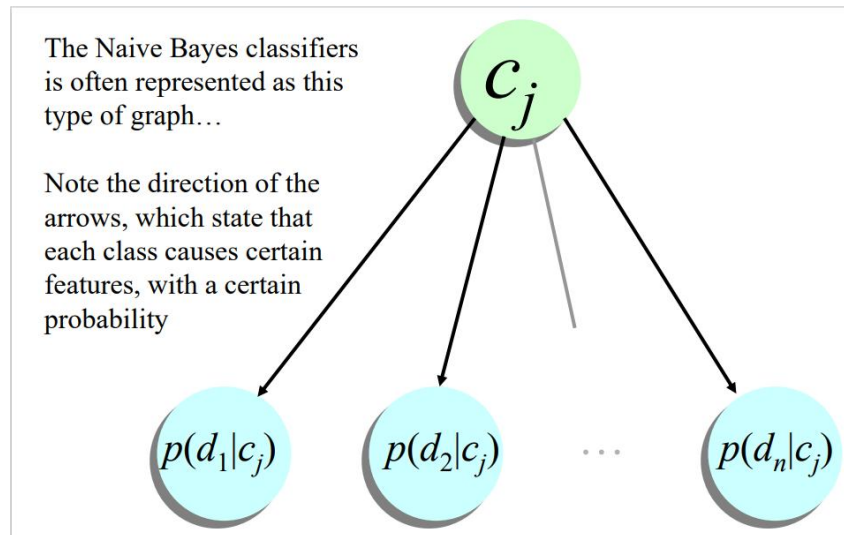 The Naive Bayes classifiers
is often represented as this
type of graph…
Note the direction of the
arrows, which state that
each class causes certain
features, with a certain
probability
c_j
p(d_1|c_j)
p(d_2|c_j)
…
p(d_n|c_j)